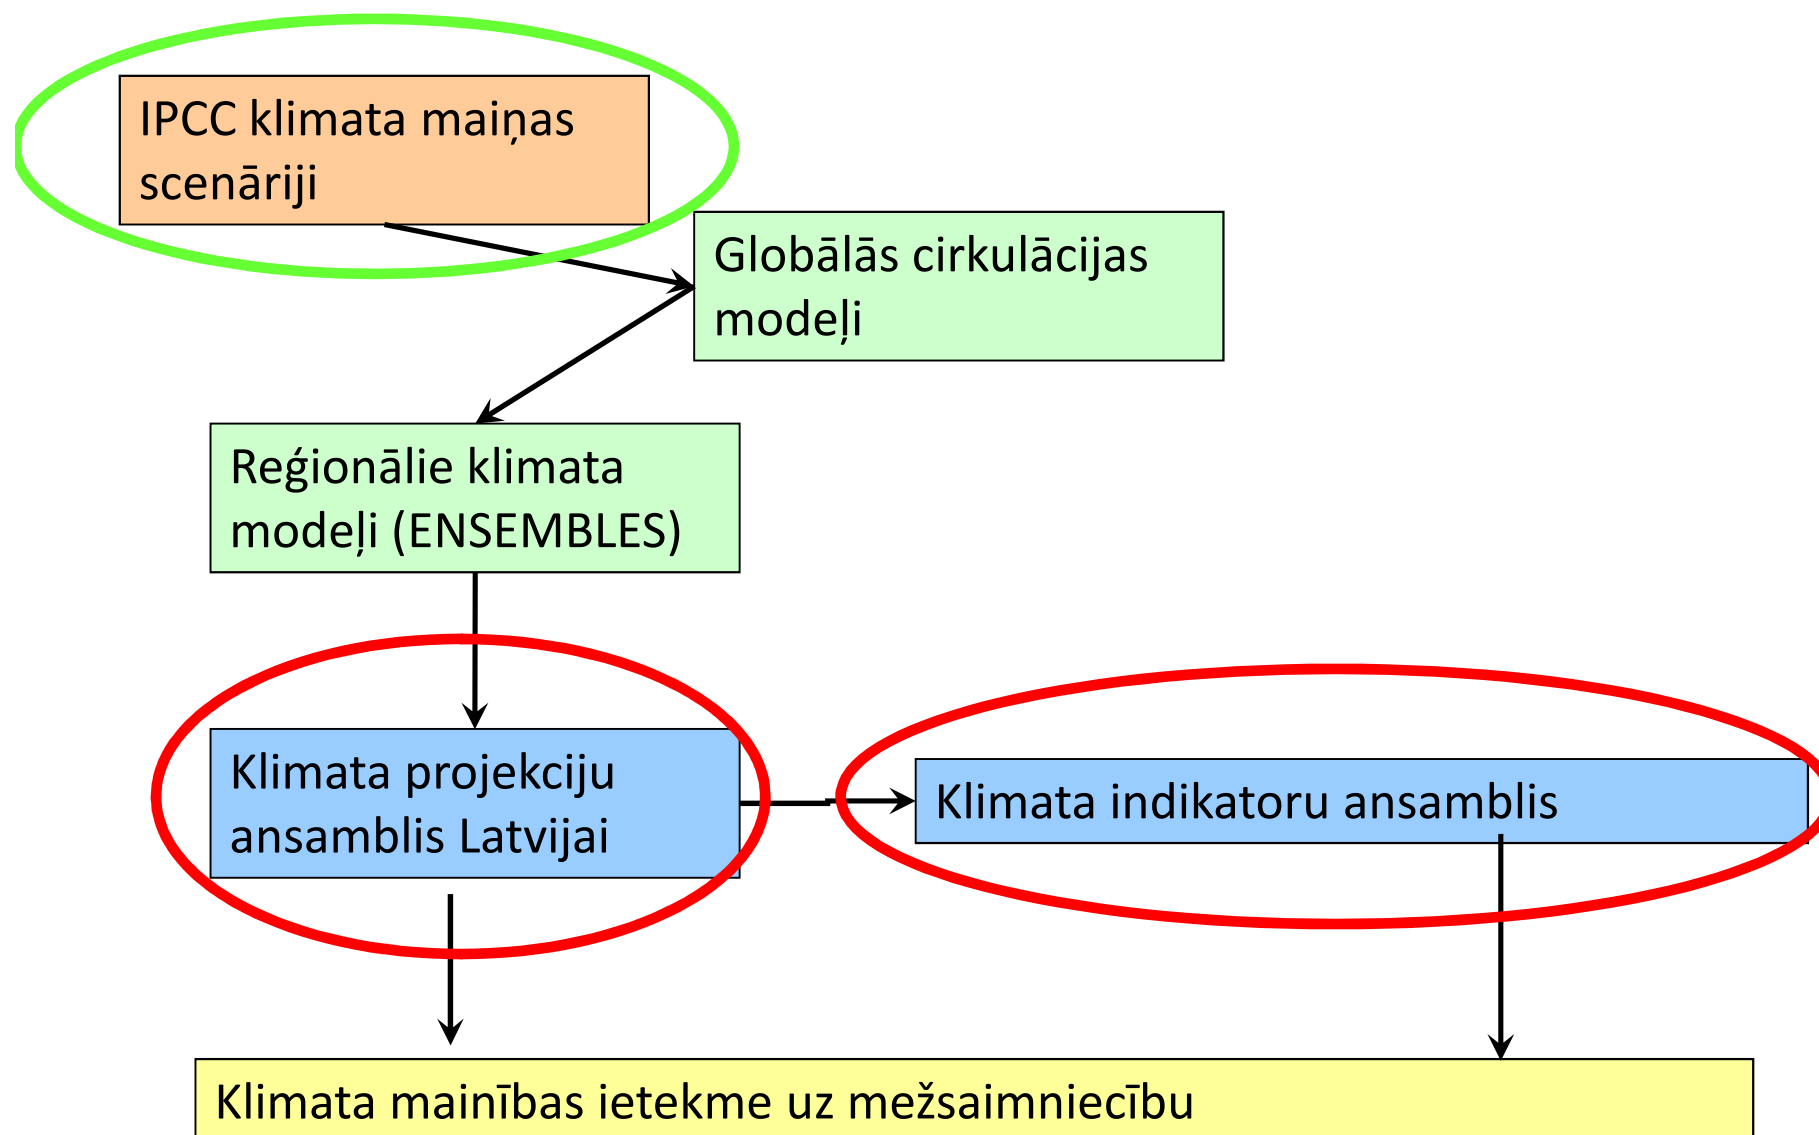 IPCC klimata maiņas
scenāriji
Globālās cirkulācijas
modeļi
Reģionālie klimata
modeļi (ENSEMBLES)
Klimata projekciju
ansamblis Latvijai
Klimata indikatoru ansamblis
Klimata mainības ietekme uz mežsaimniecību